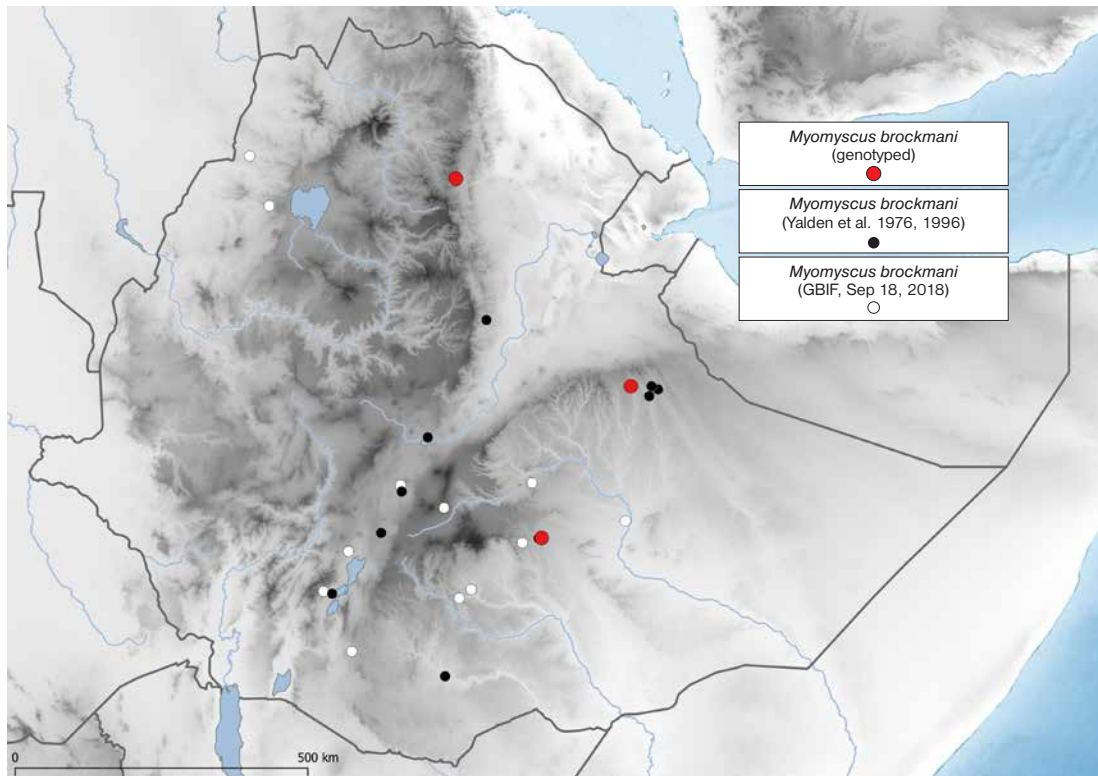 Myomyscus brockmani
(genotyped)
Myomyscus brockmani
(Yalden et al. 1976, 1996)
Myomyscus brockmani
(GBIF, Sep 18, 2018)
0 500 km